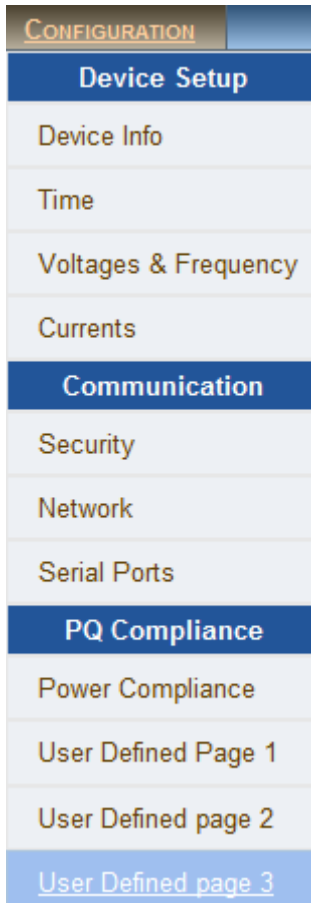 CONFIGURATION
Device Setup
Device Info
Time
Voltages & Frequency
Currents
Communication
Security
Network
Serial Ports
PQ Compliance
Power Compliance
User Defined Page 1
User Defined page 2
User Defined page 3